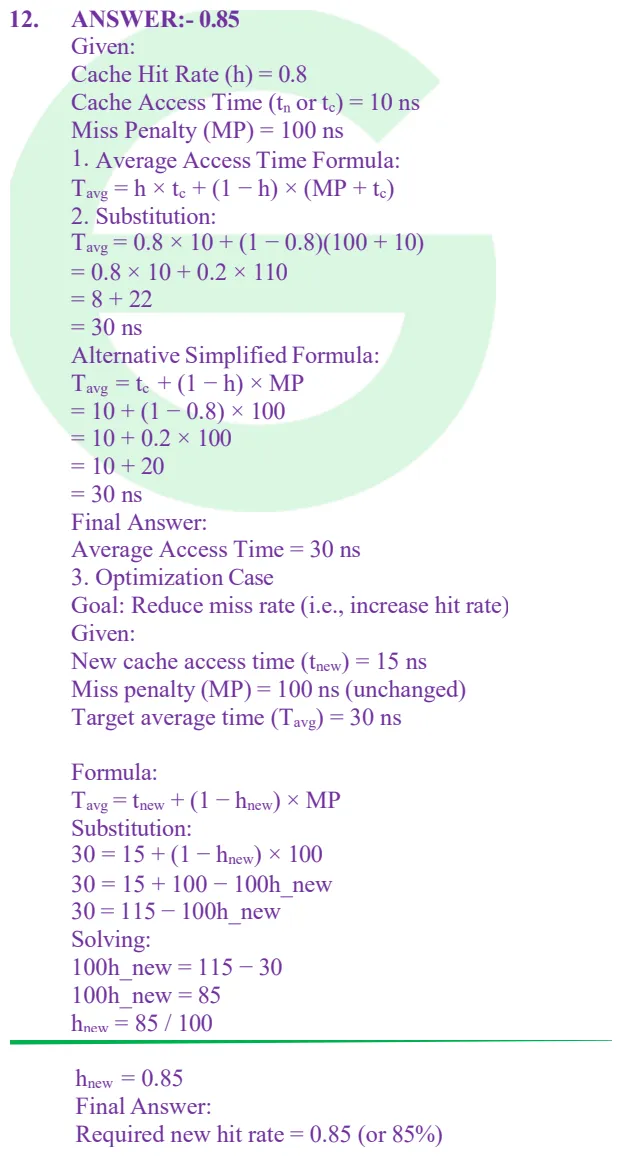 12. ANSWER:- 0.85
Given:
Cache Hit Rate (h) = 0.8
Cache Access Time (tₙ or t꜀) = 10 ns
Miss Penalty (MP) = 100 ns
1. Average Access Time Formula:
Tavg = h × tc + (1 − h) × (MP + tc)
2. Substitution:
Tavg = 0.8 × 10 + (1 − 0.8)(100 + 10)
= 0.8 × 10 + 0.2 × 110
= 8 + 22
= 30 ns
Alternative Simplified Formula:
Tavg = tc + (1 − h) × MP
= 10 + (1 − 0.8) × 100
= 10 + 0.2 × 100
= 10 + 20
= 30 ns
Final Answer:
Average Access Time = 30 ns
3. Optimization Case
Goal: Reduce miss rate (i.e., increase hit rate)
Given:
New cache access time (tnew) = 15 ns
Miss penalty (MP) = 100 ns (unchanged)
Target average time (Tavg) = 30 ns
Formula:
Tavg = tnew + (1 − hnew) × MP
Substitution:
30 = 15 + (1 − hnew) × 100
30 = 15 + 100 − 100h_new
30 = 115 − 100h_new
Solving:
100h_new = 115 − 30
100h_new = 85
hnew = 85 / 100
hnew = 0.85
Final Answer:
Required new hit rate = 0.85 (or 85%)